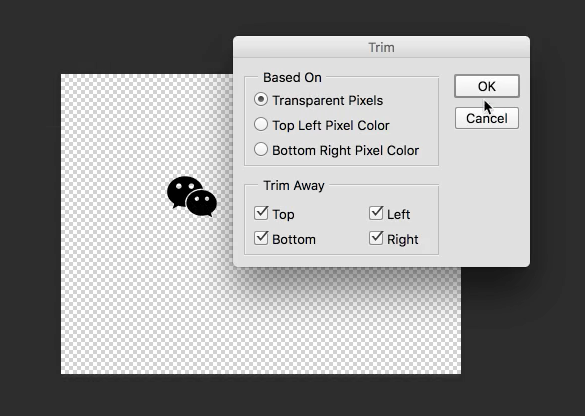 Trim
Based On
Transparent Pixels
Top Left Pixel Color
Bottom Right Pixel Color
OK
Cancel
Trim Away
Top
Left
Bottom
Right